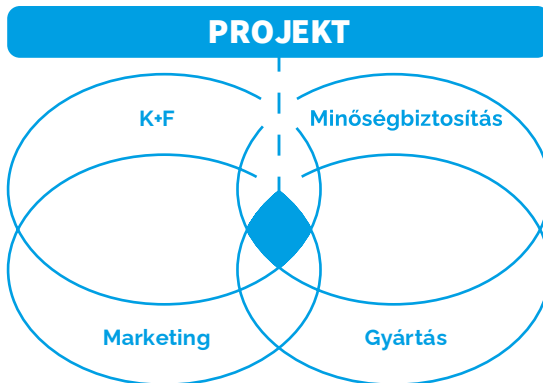 PROJEKT
K+F
Minőségbiztosítás
Marketing
Gyártás